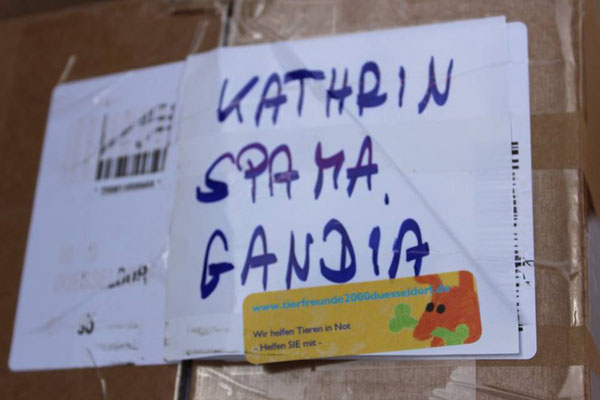 KATHRIN
SPAMA,
GANDIA
www.tierfreunde2000duesseldorf.de
Wir helfen Tieren in Not
- Helfen SIE mit -